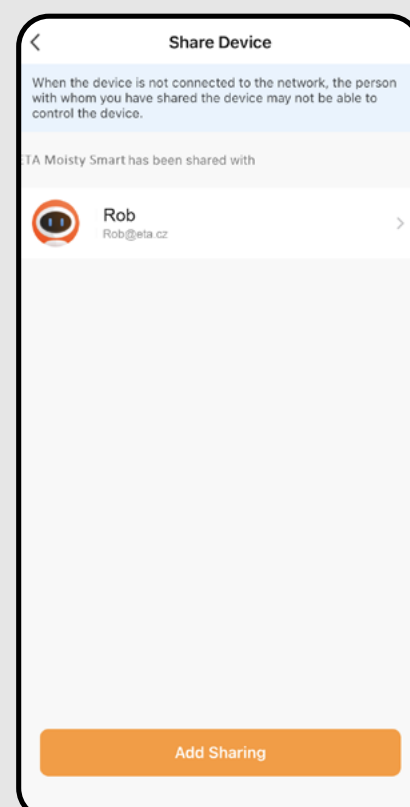 Share Device
When the device is not connected to the network, the person
with whom you have shared the device may not be able to
control the device.
ETA Moisty Smart has been shared with
Rob
Rob@eta.cz
Add Sharing